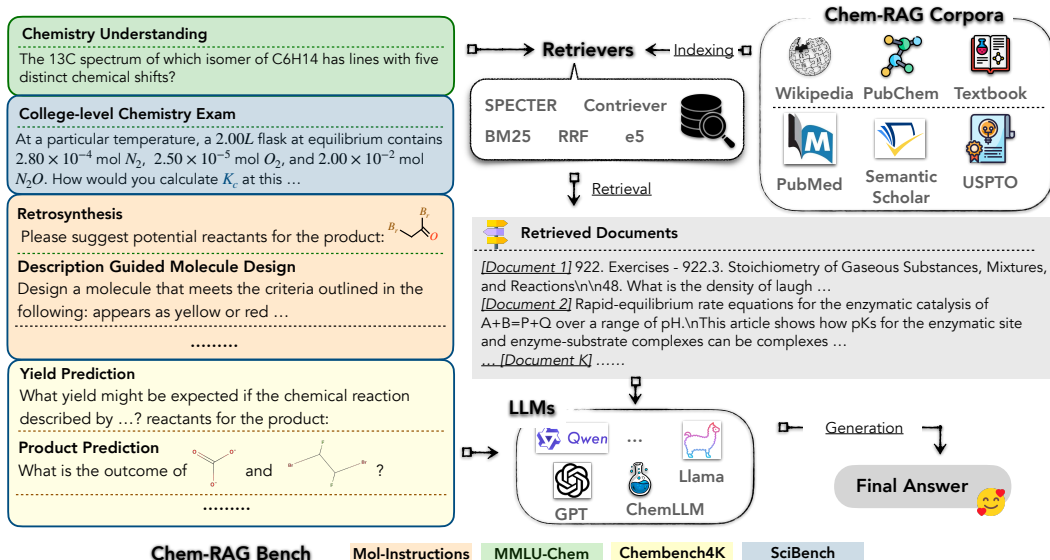 Chemistry Understanding
The 13C spectrum of which isomer of C6H14 has lines with five
distinct chemical shifts?
College-level Chemistry Exam
At a particular temperature, a 2.00L flask at equilibrium contains
2.80 × 10⁻⁴ mol N₂, 2.50 × 10⁻⁵ mol O₂, and 2.00 × 10⁻² mol
N₂O. How would you calculate K_c at this …
Retrosynthesis
Please suggest potential reactants for the product:
B_r
B_r
O
Description Guided Molecule Design
Design a molecule that meets the criteria outlined in the
following: appears as yellow or red …
.........
Yield Prediction
What yield might be expected if the chemical reaction
described by …? reactants for the product:
Product Prediction
What is the outcome of and ?
O O⁻ O⁻
F Br Br F
.........
Retrievers
Indexing
SPECTER Contriever
BM25 RRF e5
Retrieval
Chem-RAG Corpora
Wikipedia PubChem Textbook
M
PubMed Semantic Scholar USPTO
Retrieved Documents
[Document 1] 922. Exercises - 922.3. Stoichiometry of Gaseous Substances, Mixtures,
and Reactions\n\n48. What is the density of laugh …
[Document 2] Rapid-equilibrium rate equations for the enzymatic catalysis of
A+B=P+Q over a range of pH.\nThis article shows how pKs for the enzymatic site
and enzyme-substrate complexes can be complexes …
… [Document K] ……
LLMs
Qwen ...
Llama
GPT ChemLLM
Generation
Final Answer
Chem-RAG Bench Mol-Instructions MMLU-Chem Chembench4K SciBench